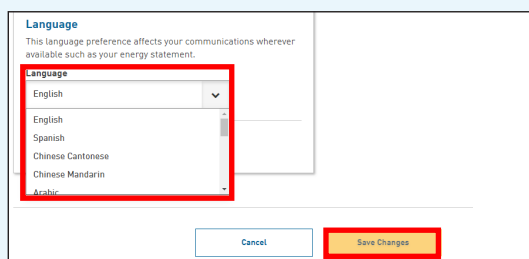 Language
This language preference affects your communications wherever
available such as your energy statement.
Language
English
English
Spanish
Chinese Cantonese
Chinese Mandarin
Arabic
Cancel
Save Changes